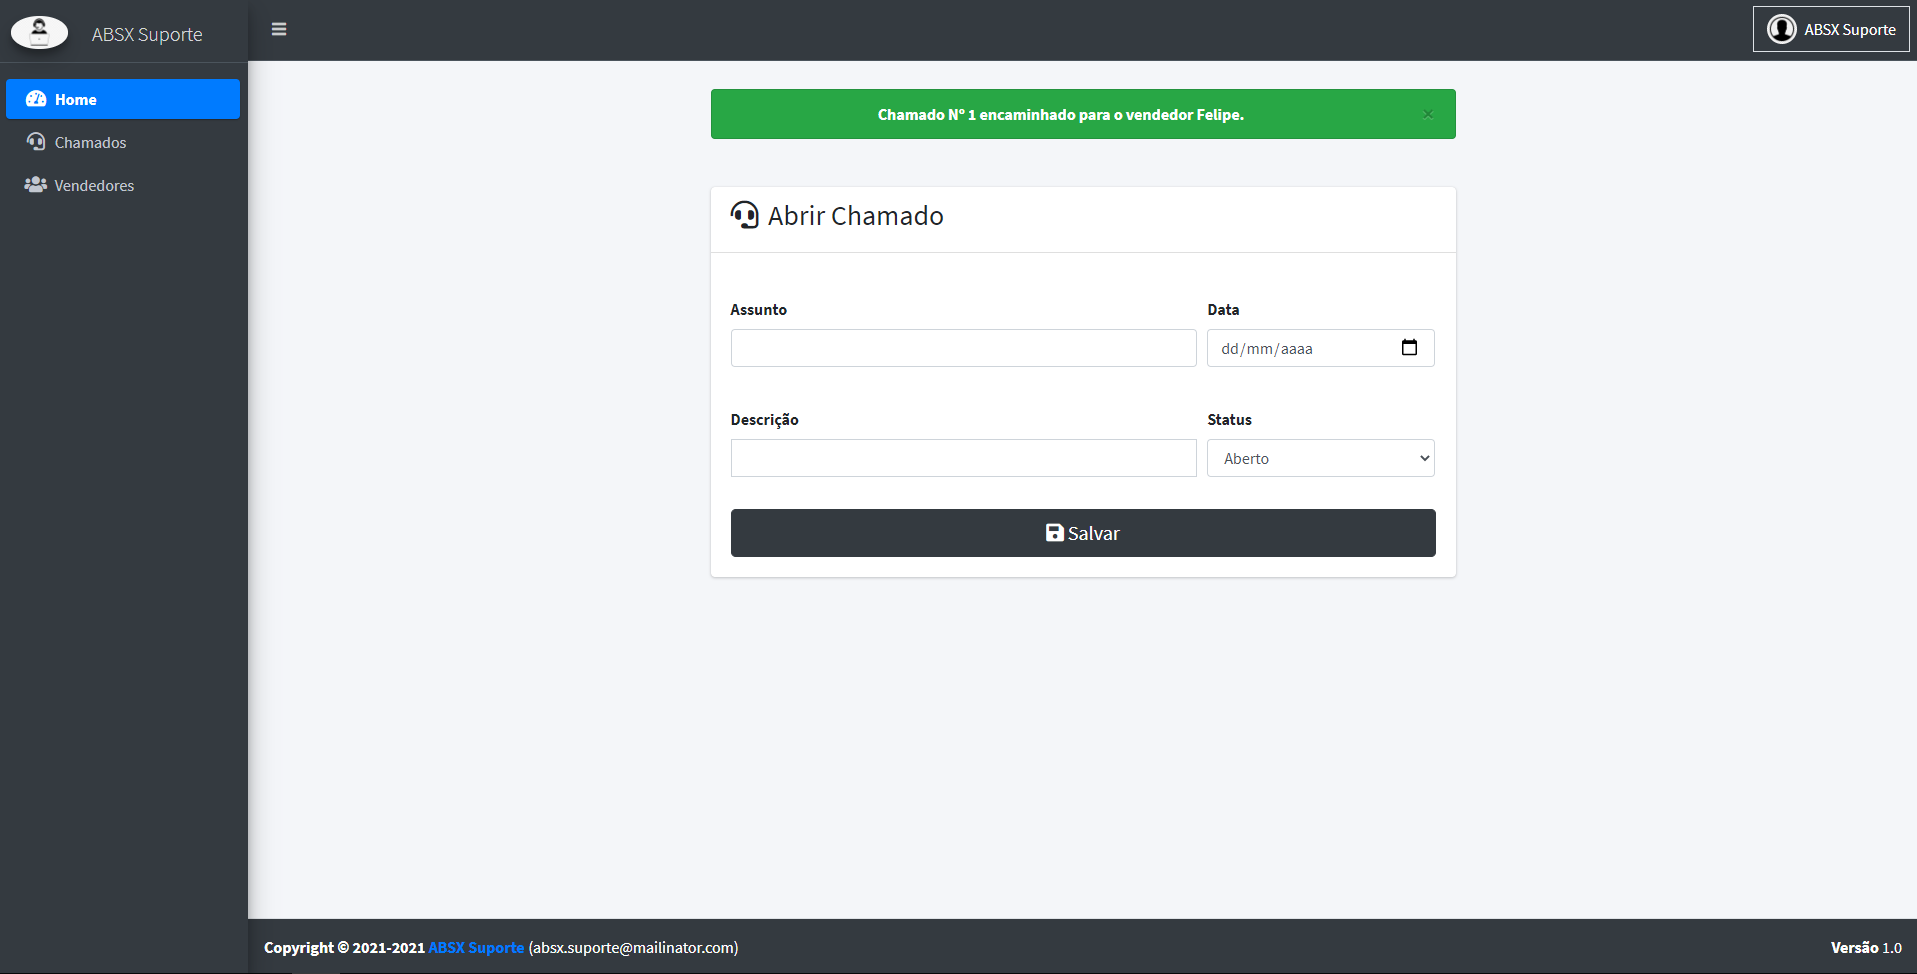 ABSX Suporte
ABSX Suporte
Home
Chamados
Vendedores
Chamado Nº 1 encaminhado para o vendedor Felipe.
×
Abrir Chamado
Assunto
Data
dd/mm/aaaa
Descrição
Status
Aberto
Salvar
Copyright © 2021-2021 ABSX Suporte (absx.suporte@mailinator.com)
Versão 1.0